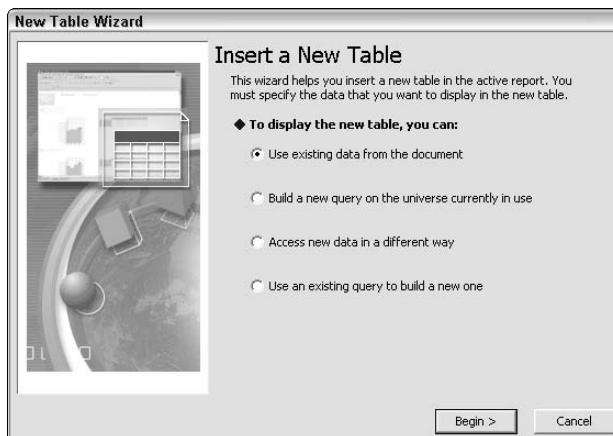 New Table Wizard
Insert a New Table
This wizard helps you insert a new table in the active report. You
must specify the data that you want to display in the new table.
To display the new table, you can:
Use existing data from the document
Build a new query on the universe currently in use
Access new data in a different way
Use an existing query to build a new one
Begin >
Cancel